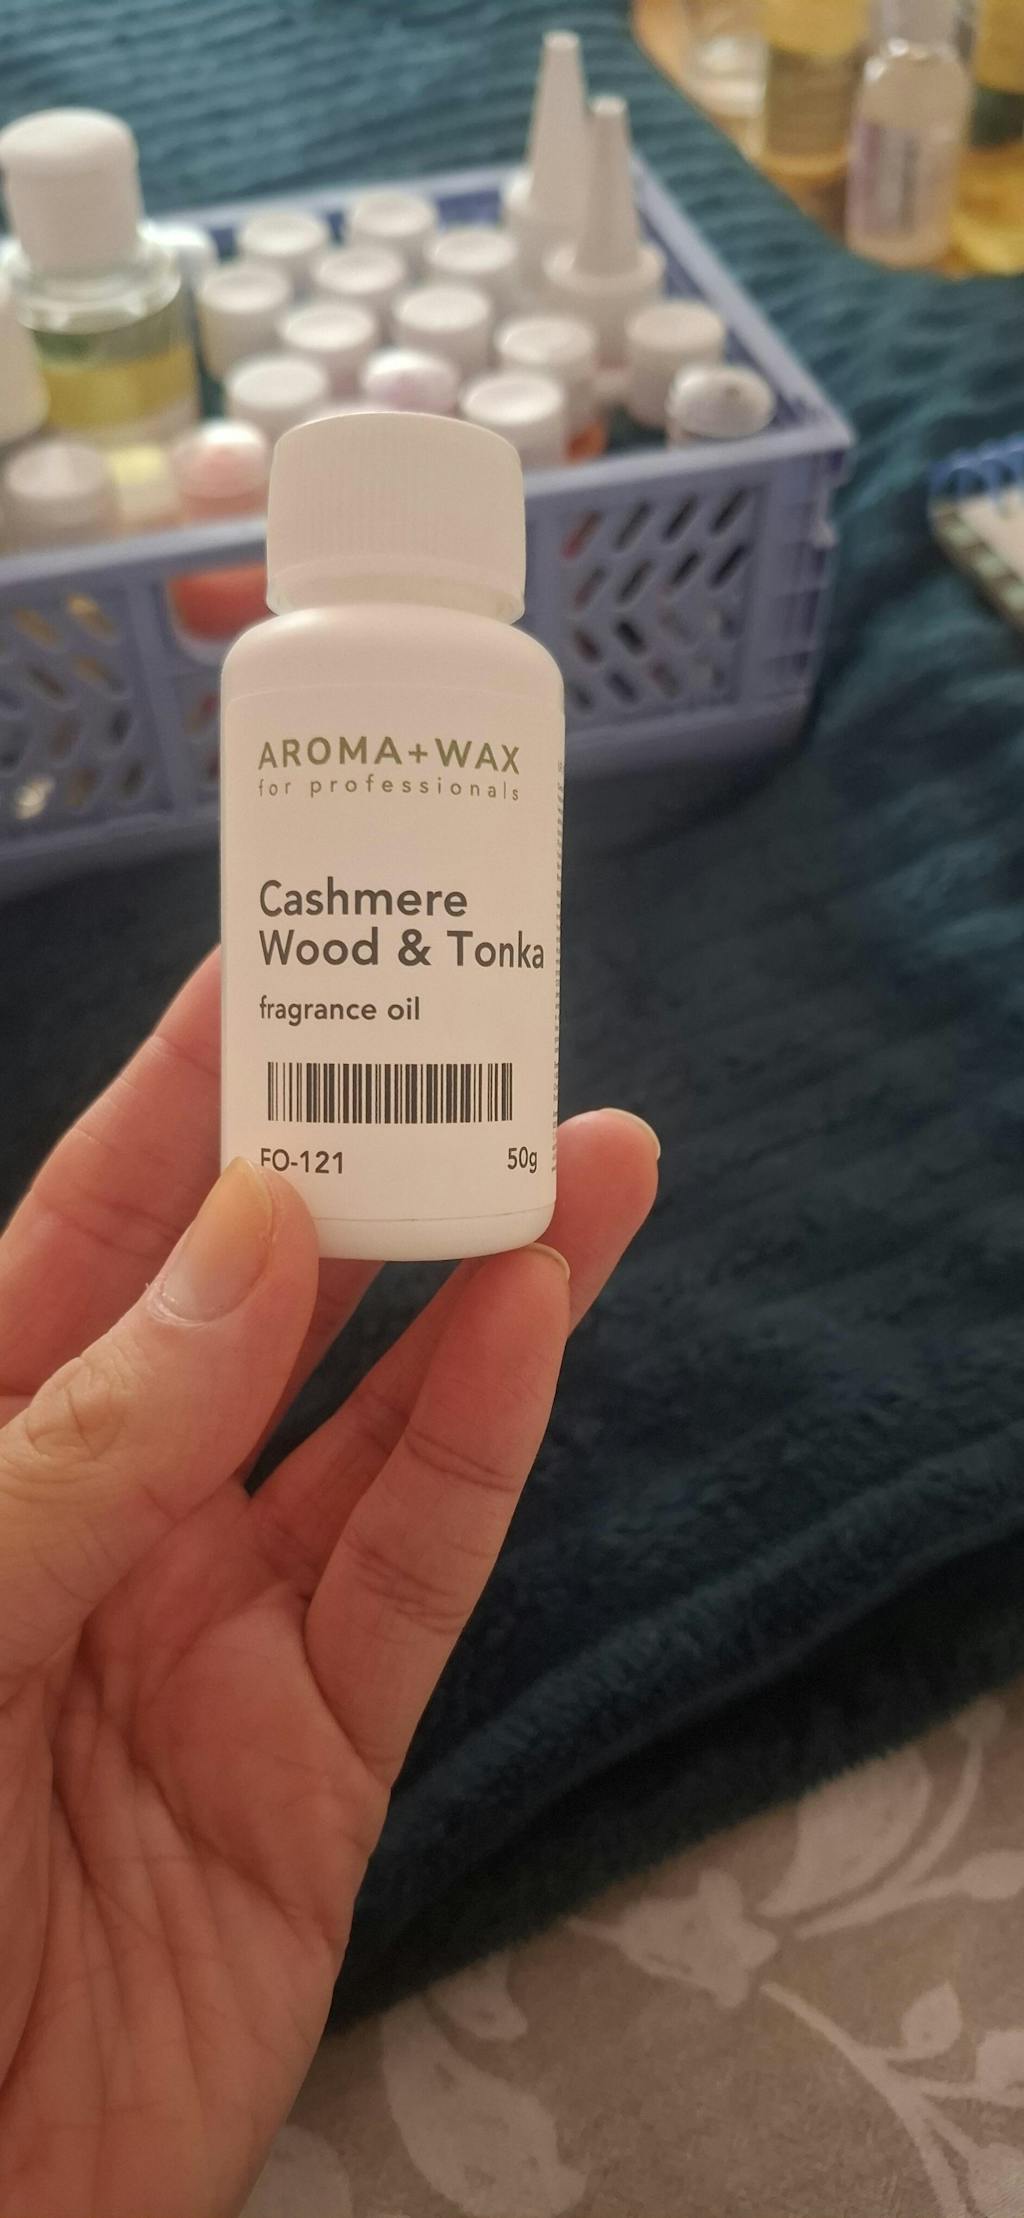 AROMA+WAX
for professionals
Cashmere
Wood & Tonka
fragrance oil
FO-121 50g